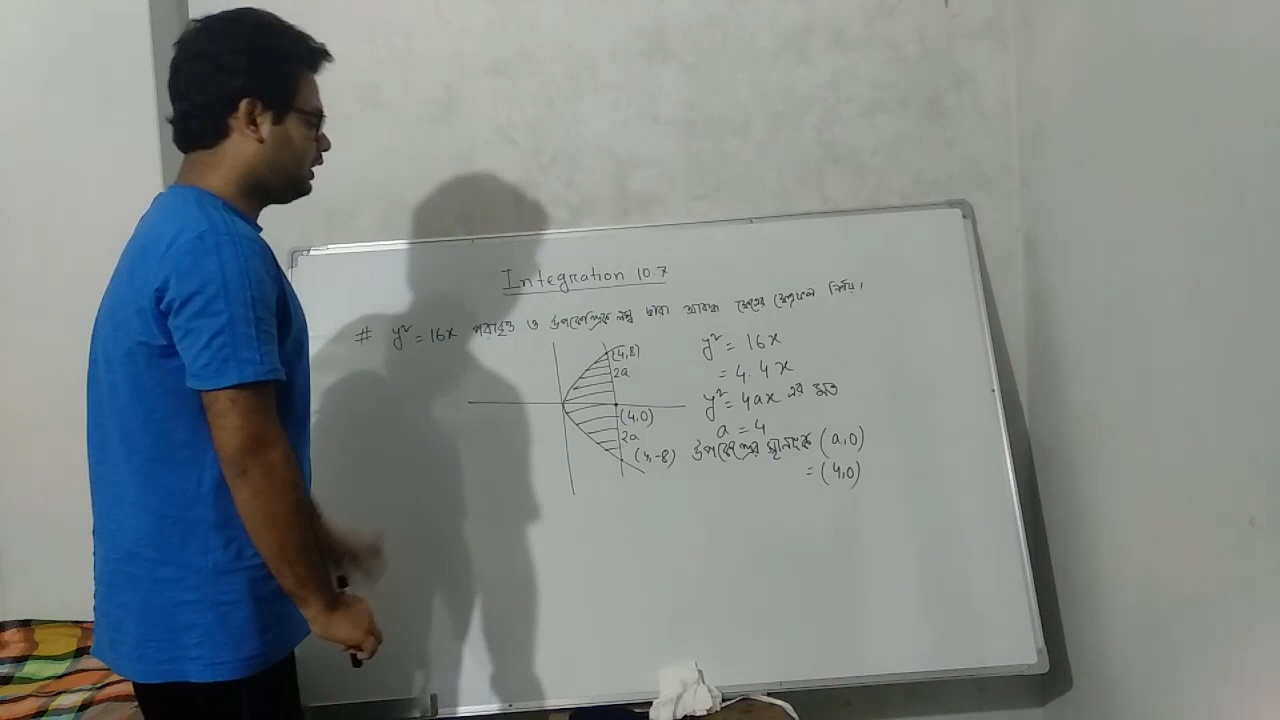 Integration 10.7
# y² = 16x পরাবৃত্ত ও উপকেন্দ্রিক লম্ব দ্বারা আবদ্ধ ক্ষেত্রের ক্ষেত্রফল নির্ণয়।
(4,8)
2a
(4,0)
2a
(4,-8)
y² = 16x
= 4.4x
y² = 4ax এর মত
a = 4
উপকেন্দ্রের স্থানাংক (a,0)
= (4,0)